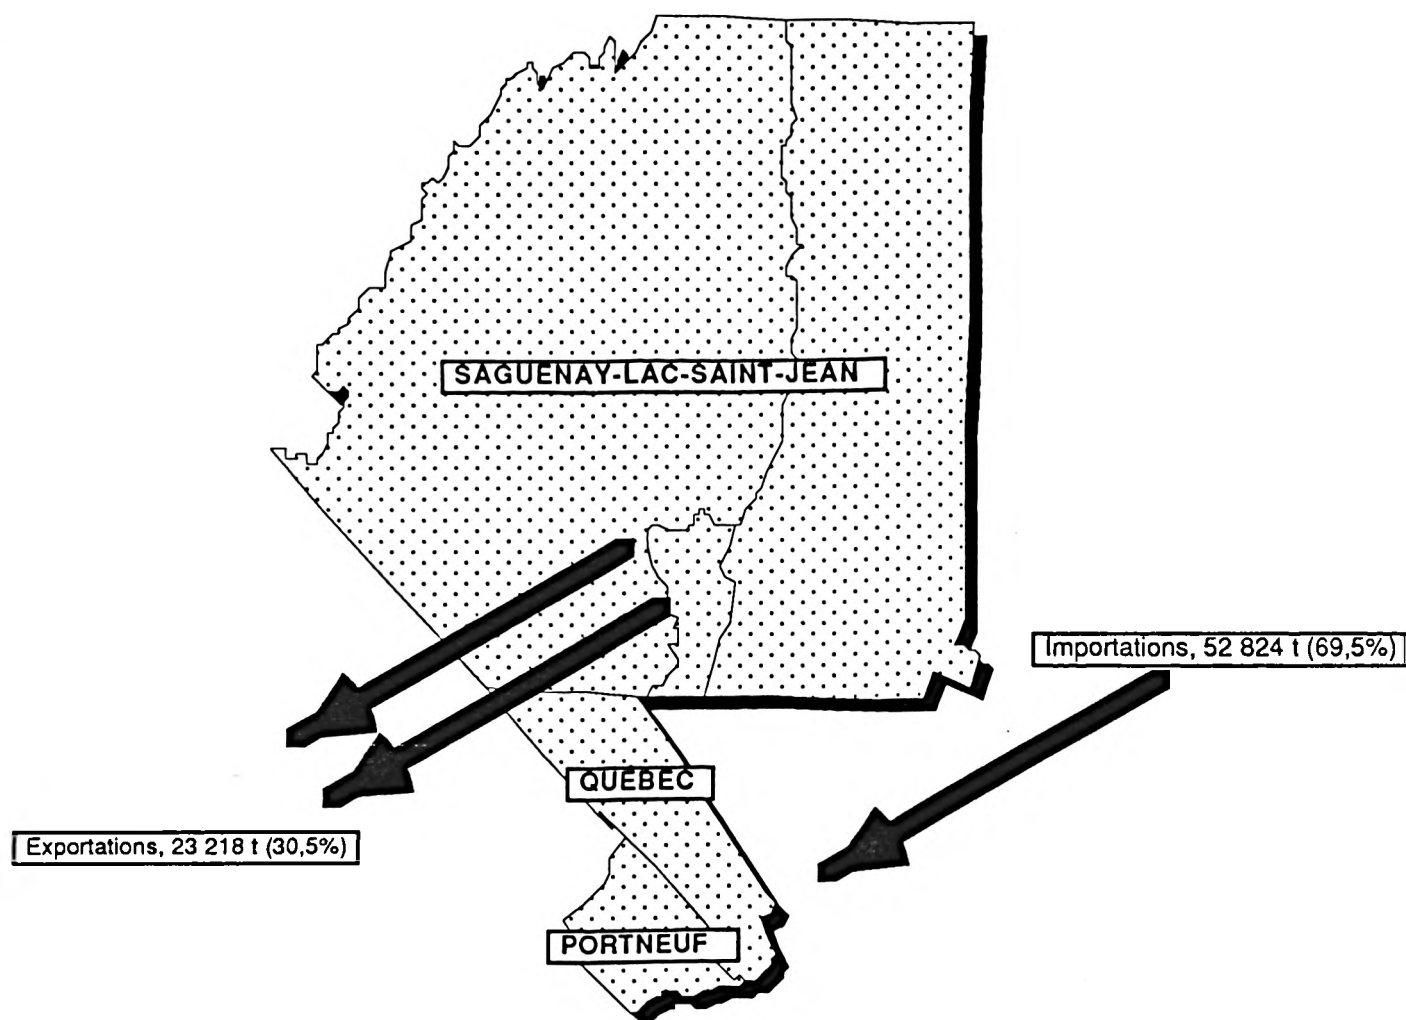 SAGUENAY-LAC-SAINT-JEAN
Importations, 52 824 t (69,5%)
QUÉBEC
Exportations, 23 218 t (30,5%)
PORTNEUF